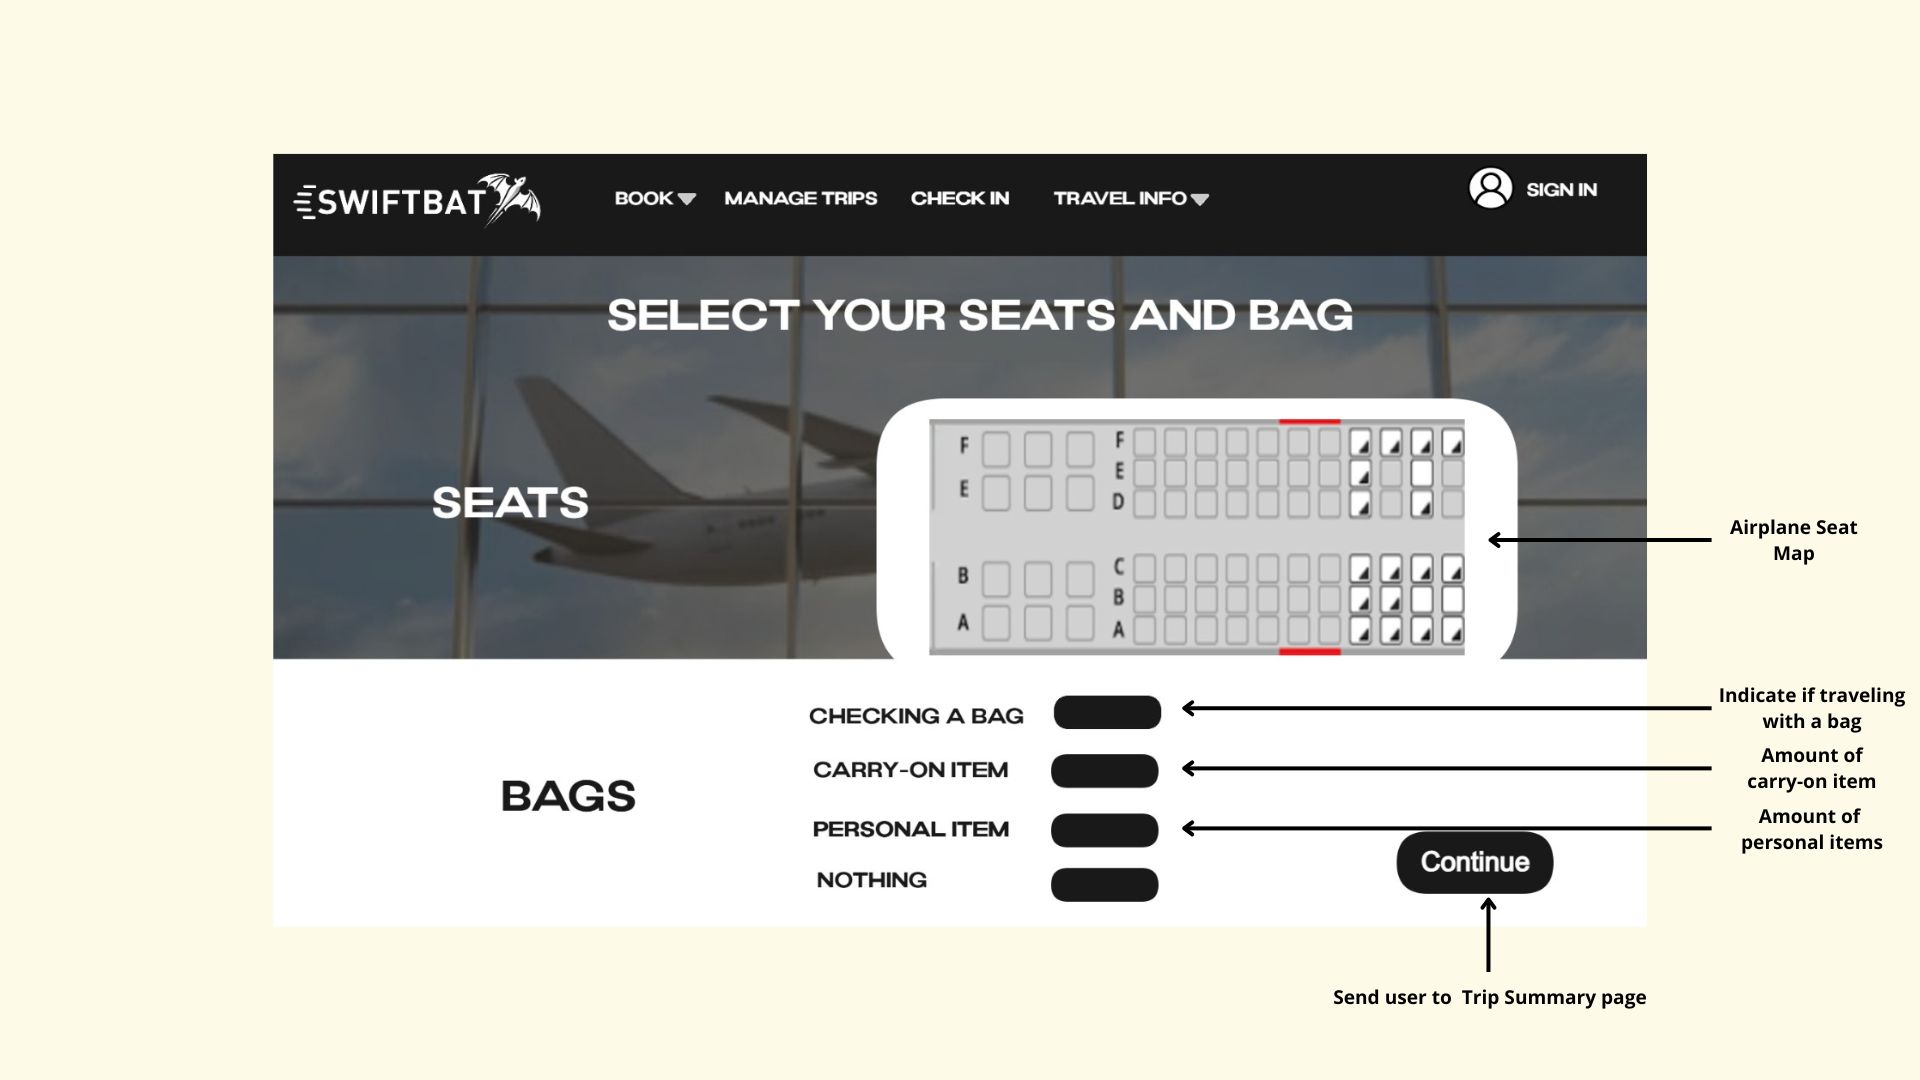 SWIFTBAT
BOOK MANAGE TRIPS CHECK IN TRAVEL INFO SIGN IN
SELECT YOUR SEATS AND BAG
SEATS
F
E
B
A
F
E
D
C
B
A
Airplane Seat
Map
BAGS
CHECKING A BAG
CARRY-ON ITEM
PERSONAL ITEM
NOTHING
Continue
Indicate if traveling
with a bag
Amount of
carry-on item
Amount of
personal items
Send user to Trip Summary page